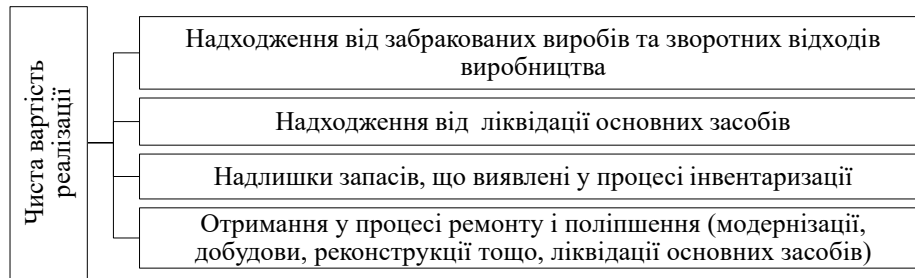 Чиста вартість
реалізації
Надходження від забракованих виробів та зворотних відходів
виробництва
Надходження від ліквідації основних засобів
Надлишки запасів, що виявлені у процесі інвентаризації
Отримання у процесі ремонту і поліпшення (модернізації,
добудови, реконструкції тощо, ліквідації основних засобів)